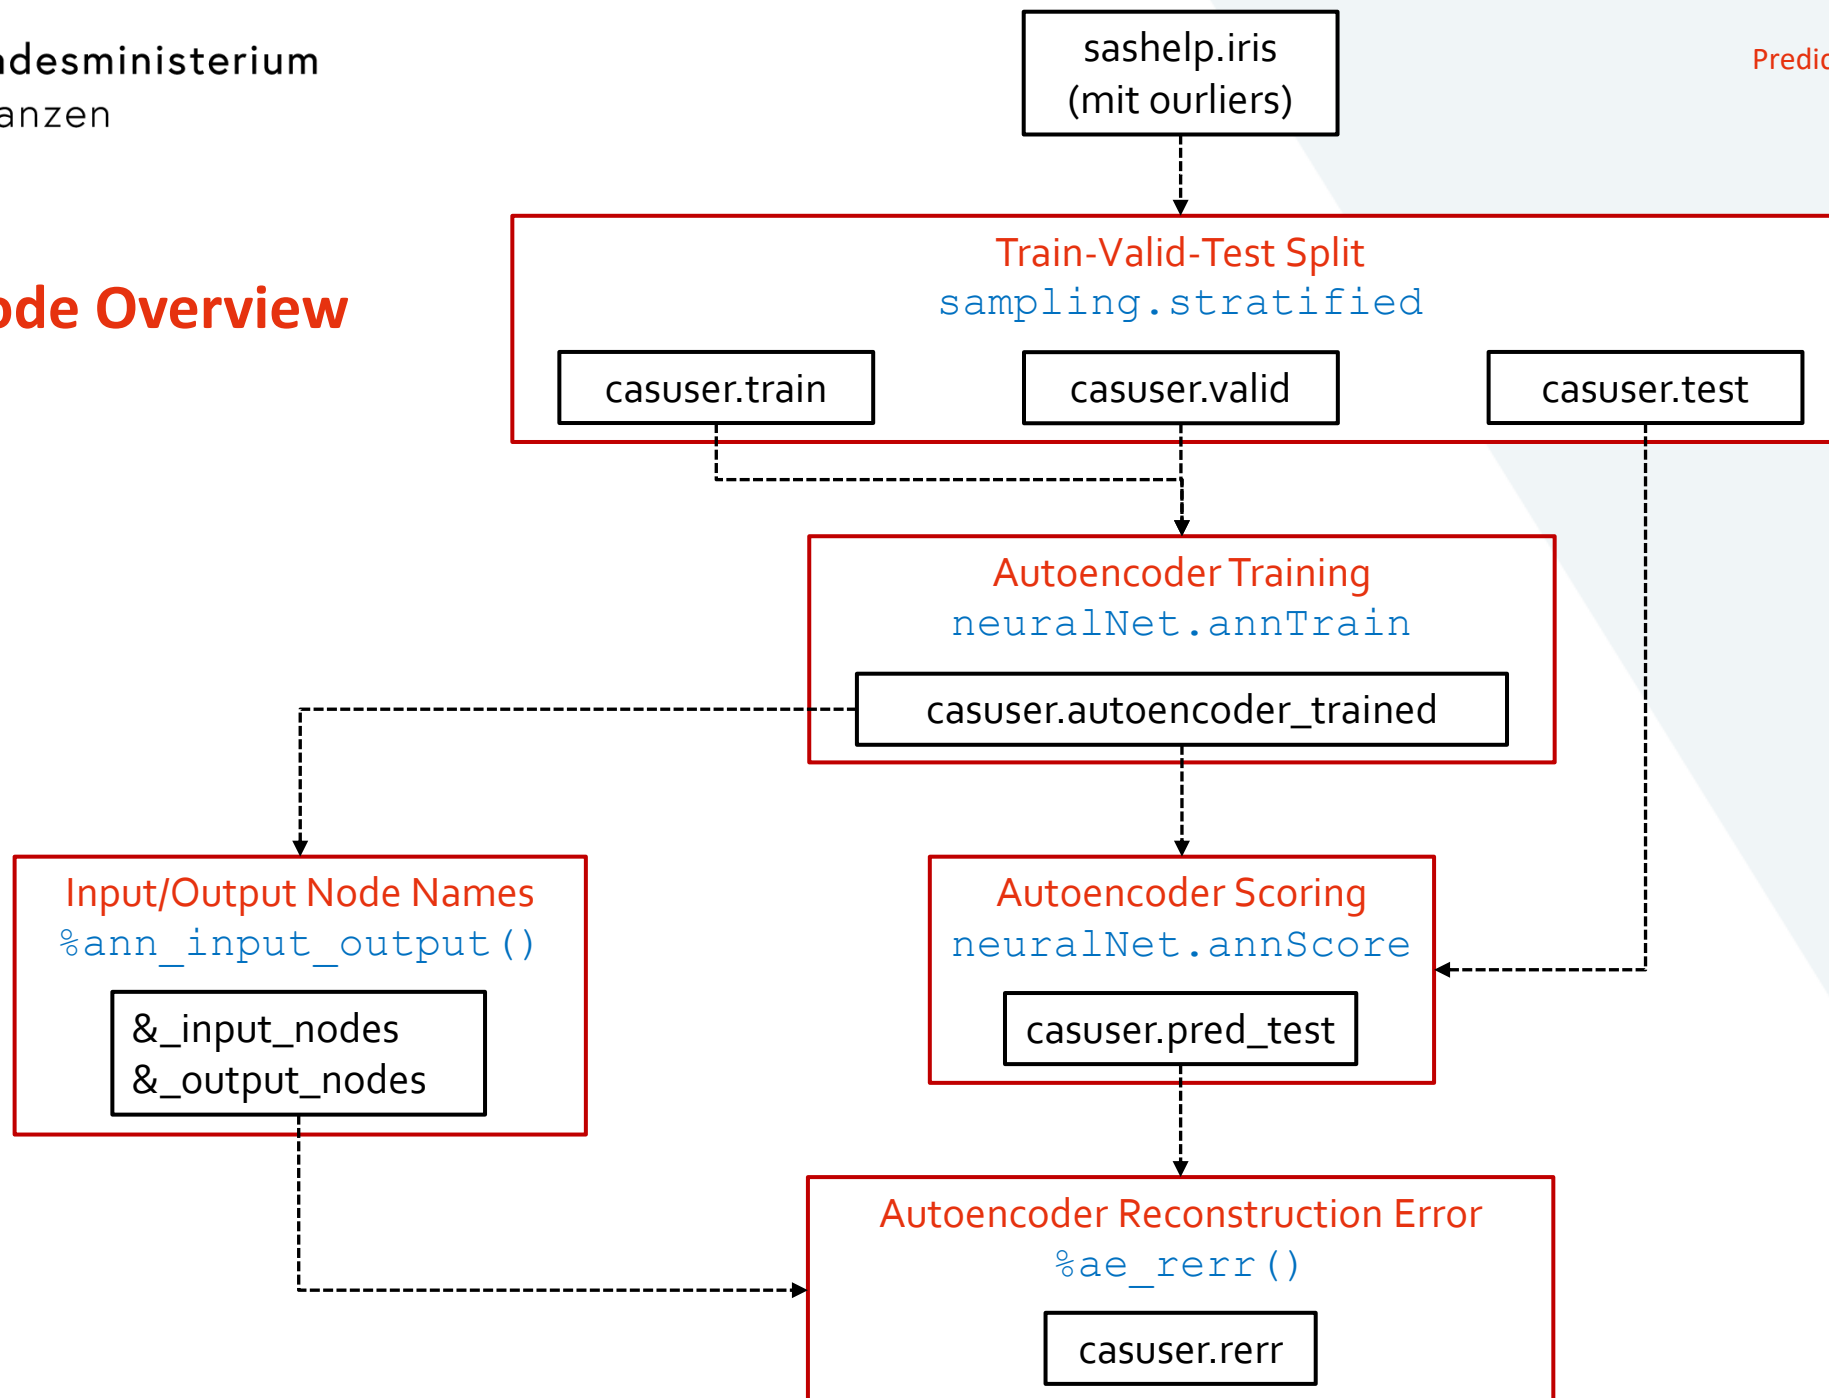 ndesministerium
anzen
Predic
ode Overview
sashelp.iris
(mit ourliers)
Train-Valid-Test Split
sampling.stratified
casuser.train
casuser.valid
casuser.test
Autoencoder Training
neuralNet.annTrain
casuser.autoencoder_trained
Input/Output Node Names
%ann_input_output()
&_input_nodes
&_output_nodes
Autoencoder Scoring
neuralNet.annScore
casuser.pred_test
Autoencoder Reconstruction Error
%ae_rerr()
casuser.rerr